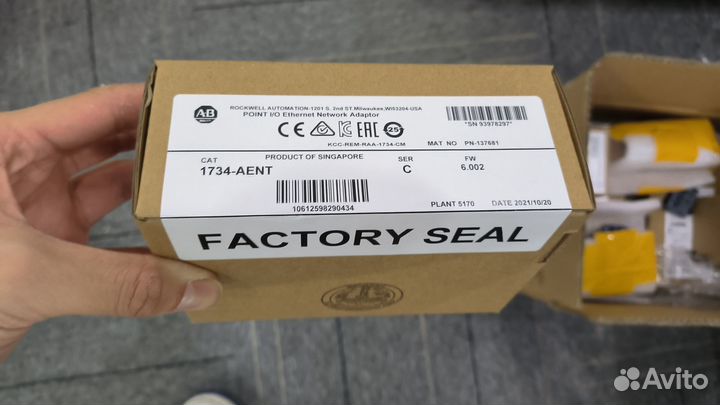 AB
ROCKWELL AUTOMATION-1201 S. 2nd ST.Milwaukee,WI53204-USA
POINT I/O Ethernet Network Adaptor
*SN 93978297*
CE EAC 25
KCC-REM-RAA-1734-CM
MAT NO PN-137681
CAT PRODUCT OF SINGAPORE SER FW
1734-AENT C 6.002
10612598290434
PLANT 5170 DATE 2021/10/20
FACTORY SEAL
Avito